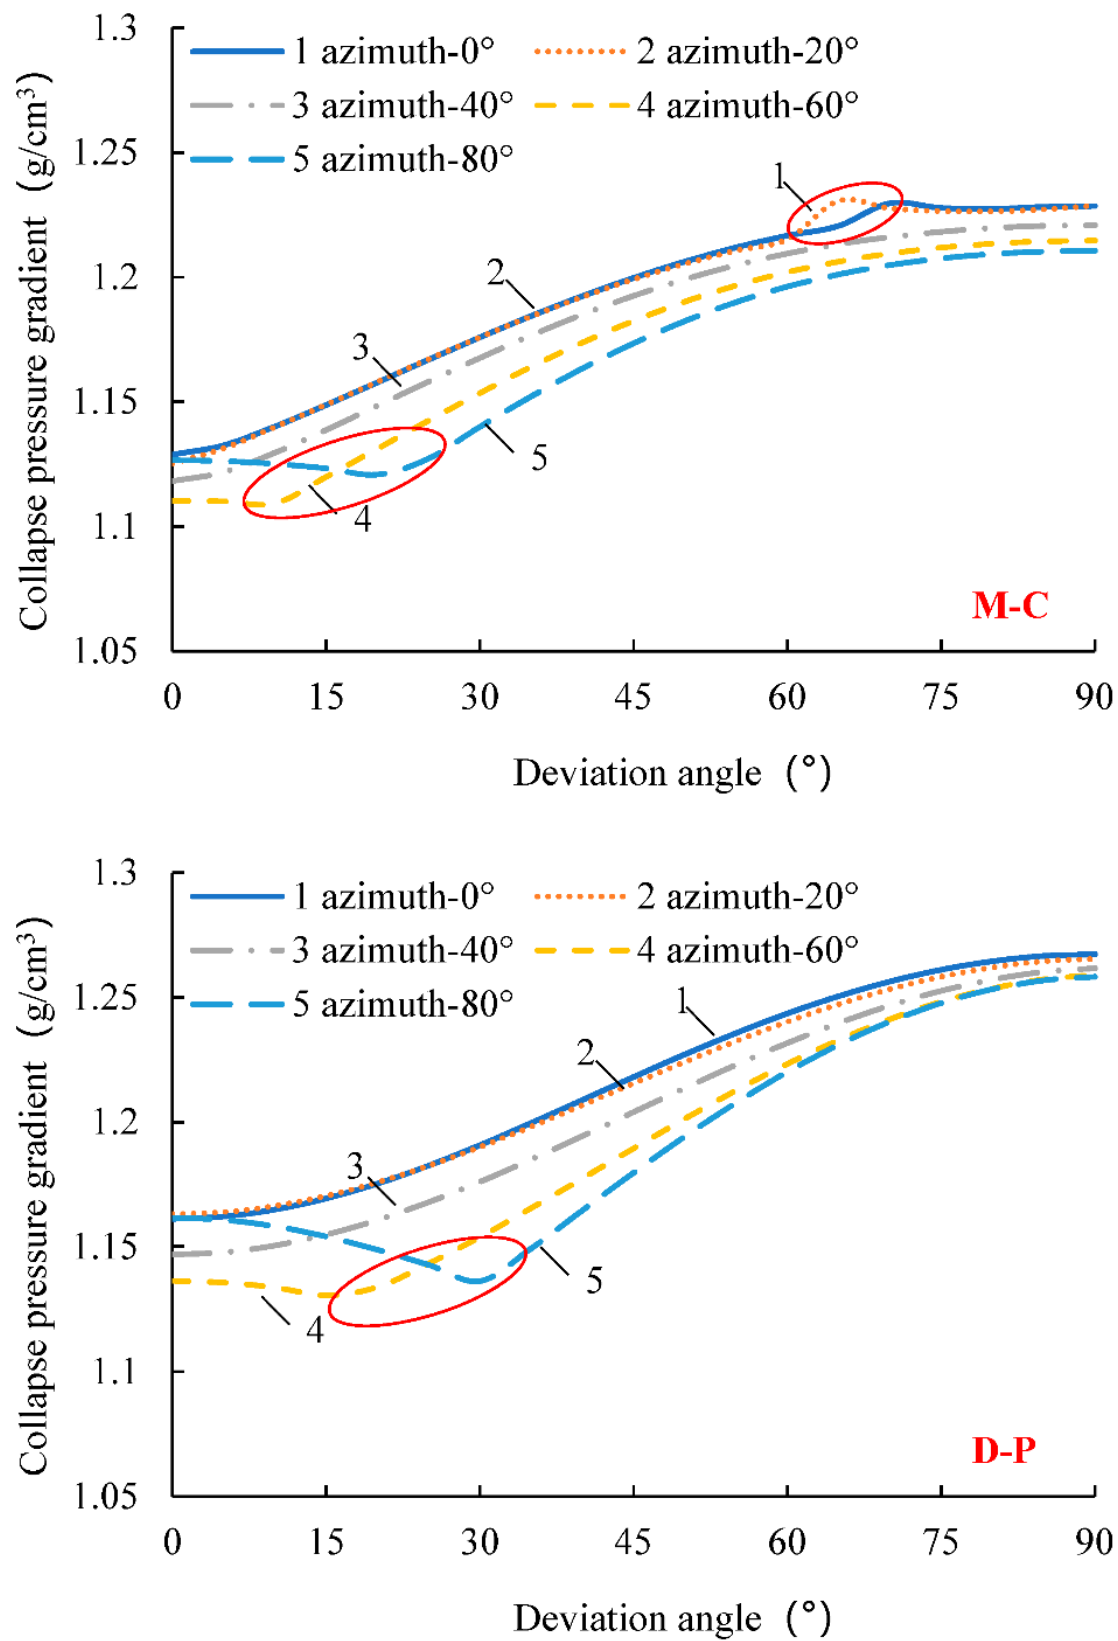 1.3
1 azimuth-0°
2 azimuth-20°
3 azimuth-40°
4 azimuth-60°
5 azimuth-80°
1.25
1.2
1.15
1.1
1.05
Collapse pressure gradient (g/cm³)
1
2
3
4
5
M-C
0 15 30 45 60 75 90
Deviation angle (°)
1.3
1 azimuth-0°
2 azimuth-20°
3 azimuth-40°
4 azimuth-60°
5 azimuth-80°
1.25
1.2
1.15
1.1
1.05
Collapse pressure gradient (g/cm³)
1
2
3
4
5
D-P
0 15 30 45 60 75 90
Deviation angle (°)